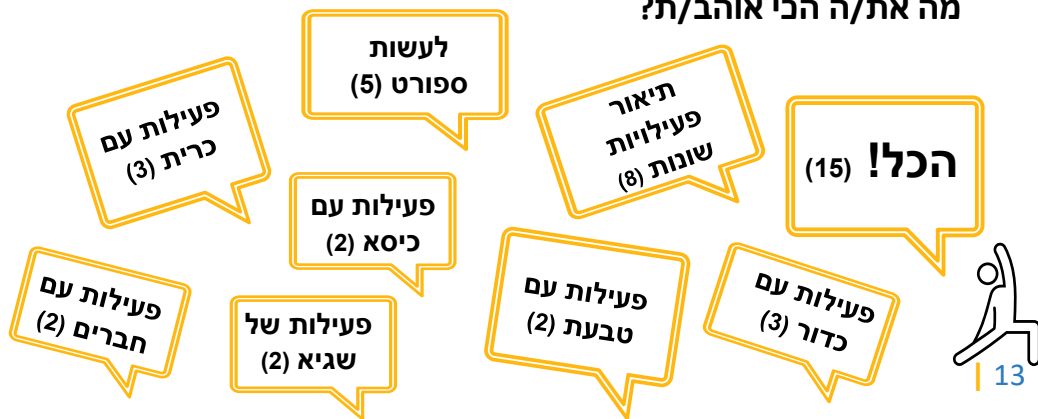 מה את/ה הכי אוהב/ת?
הכל! (15)
תיאור
פעילויות
שונות (8)
לעשות
ספורט (5)
פעילות עם
כרית (3)
פעילות עם
כיסא (2)
פעילות עם
כדור (3)
פעילות עם
טבעת (2)
פעילות של
שגיא (2)
פעילות עם
חברים (2)
13